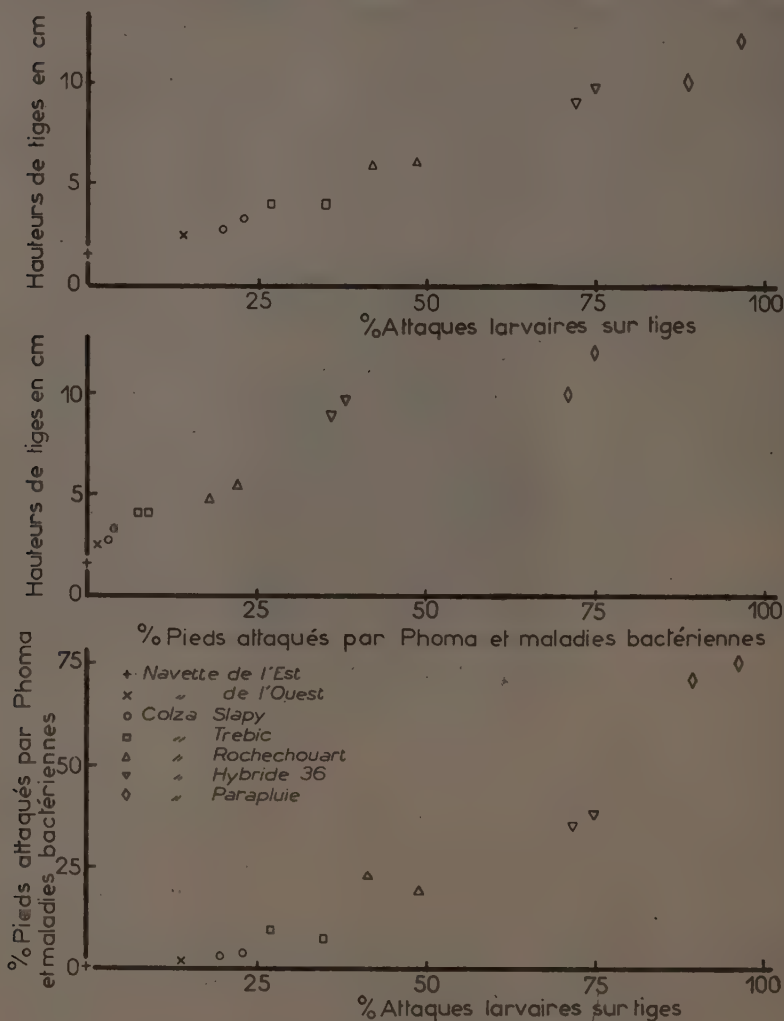 Hauteurs de tiges en cm
10
5
0
25
50
75
100
% Attaques larvaires sur tiges
Hauteurs de tiges en cm
10
5
0
25
50
75
100
% Pieds attaqués par Phoma et maladies bactériennes
% Pieds attaqués par Phoma
et maladies bactériennes
75
50
25
0
+ Navette de l'Est
× " de l'Ouest
○ Colza Slapy
□ " Trebic
△ " Rochechouart
▽ " Hybride 36
◊ " Parapluie
25
50
75
100
% Attaques larvaires sur tiges